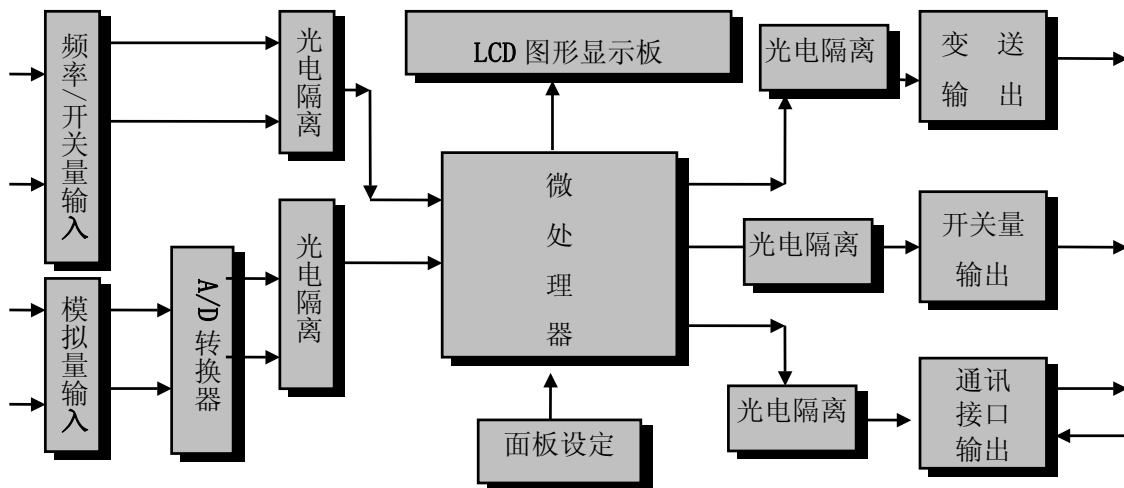 频率/开关量输入
光电隔离
LCD 图形显示板
光电隔离
变 送
输 出
微处理器
光电隔离
光电隔离
开关量
输出
模拟量输入
A/D 转换器
面板设定
光电隔离
通讯
接口
输出